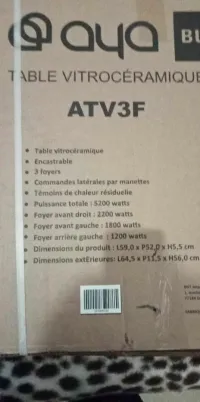 aya
BU
TABLE VITROCÉRAMIQUE
ATV3F
• Table vitrocéramique
• Encastrable
• 3 foyers
• Commandes latérales par manettes
• Témoins de chaleur résiduelle
• Puissance totale : 5200 watts
• Foyer avant droit : 2200 watts
• Foyer avant gauche : 1800 watts
• Foyer arrière gauche : 1200 watts
• Dimensions du produit : L59,0 x P52,0 x H5,5 cm
• Dimensions extérieures: L64,5 x P57,5 x H56,0 cm